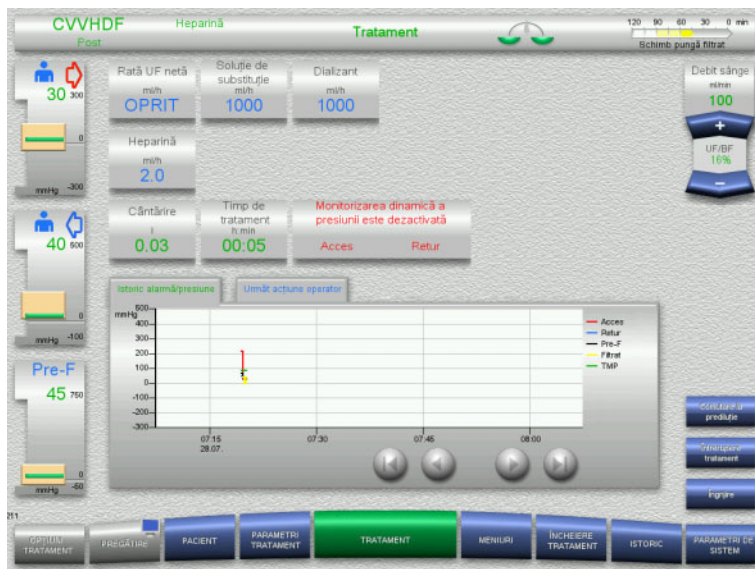 CVVHDF
Heparină
Post
Tratament
120 90 60 30 0 min
Schimb pungă filtrat
30
300
0
mmHg
-300
40
500
0
mmHg
-100
Pre-F
45
750
0
mmHg
-50
Rată UF netă
ml/h
OPRIT
Soluție de
substituție
ml/h
1000
Dializant
ml/h
1000
Heparină
ml/h
2.0
Cântărire
l
0.03
Timp de
tratament
h:min
00:05
Monitorizarea dinamică a
presiunii este dezactivată
Acces Retur
Debit sânge
ml/min
100
+
UF/BF
16%
−
Istoric alarmă/presiune
Următ acțiune operator
mmHg
500
400
300
200
100
0
-100
-200
-300
07:15 07:30 07:45 08:00
28.07.
Acces
Retur
Pre-F
Filtrat
TMP
prediluție
Întrerupere
tratament
Îngrijire
211
OPȚIUNI
TRATAMENT
PREGĂTIRE
PACIENT
PARAMETRI
TRATAMENT
TRATAMENT
MENIURI
ÎNCHEIERE
TRATAMENT
ISTORIC
PARAMETRI DE
SISTEM